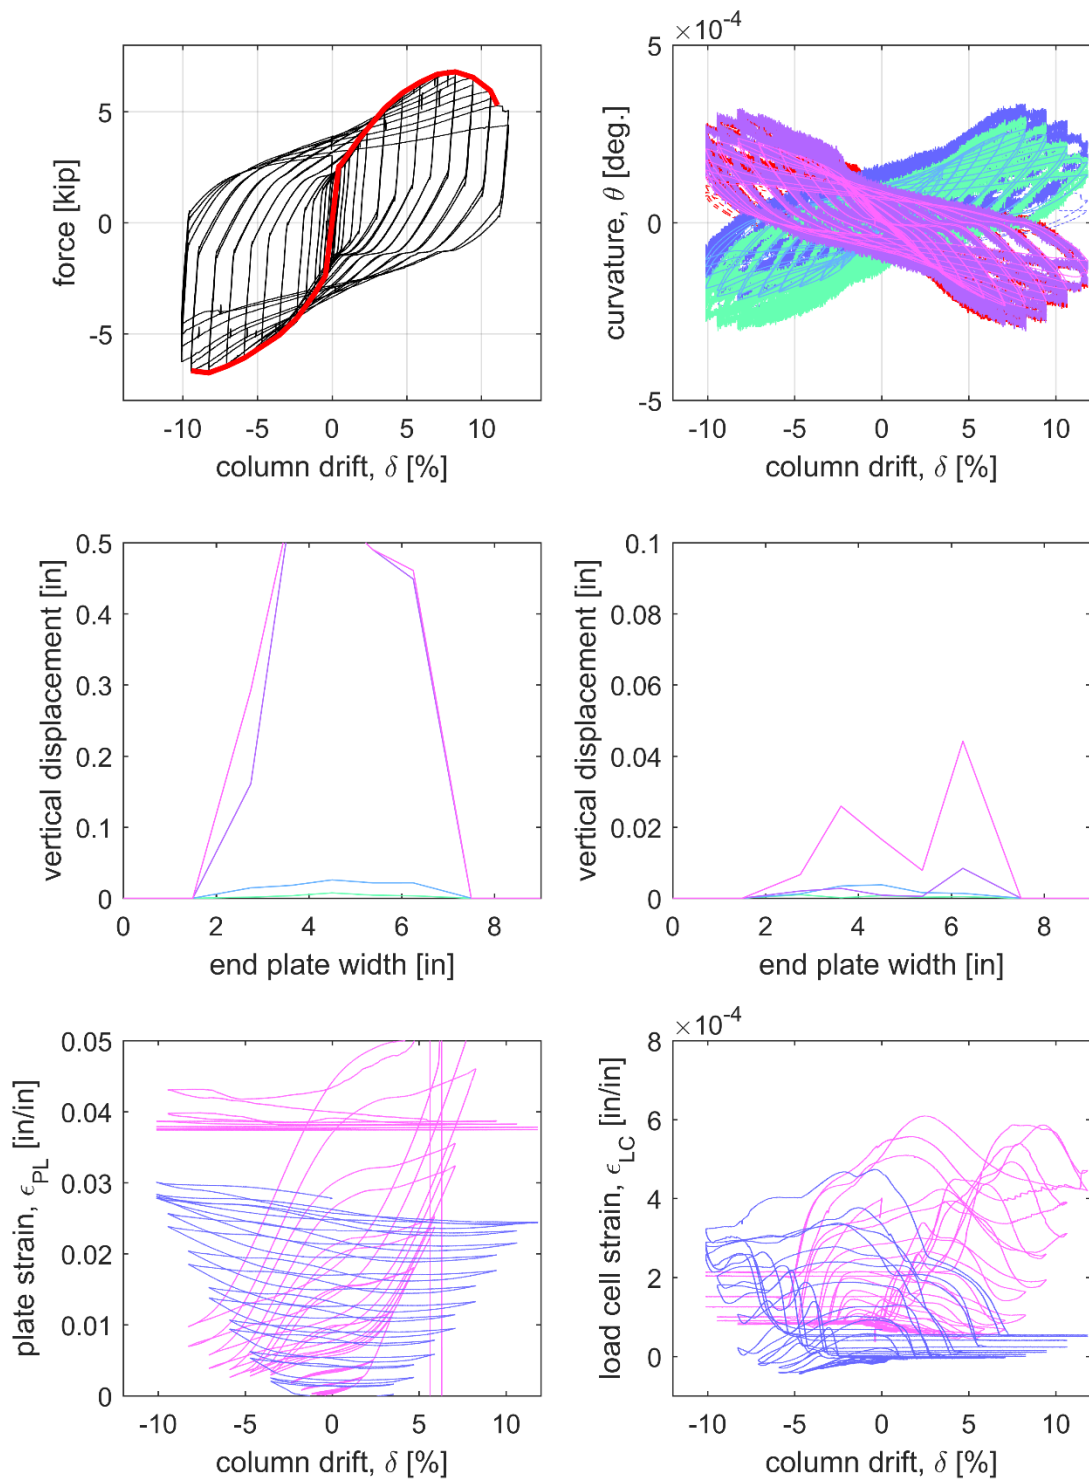 5
0
-5
force [kip]
-10 -5 0 5 10
column drift, δ [%]
×10⁻⁴
5
0
-5
curvature, θ [deg.]
-10 -5 0 5 10
column drift, δ [%]
0.5
0.4
0.3
0.2
0.1
0
vertical displacement [in]
0 2 4 6 8
end plate width [in]
0.1
0.08
0.06
0.04
0.02
0
vertical displacement [in]
2 4 6 8
end plate width [in]
0.05
0.04
0.03
0.02
0.01
0
plate strain, ϵPL [in/in]
-10 -5 0 5 10
column drift, δ [%]
×10⁻⁴
8
6
4
2
0
load cell strain, ϵLC [in/in]
-10 -5 0 5 10
column drift, δ [%]